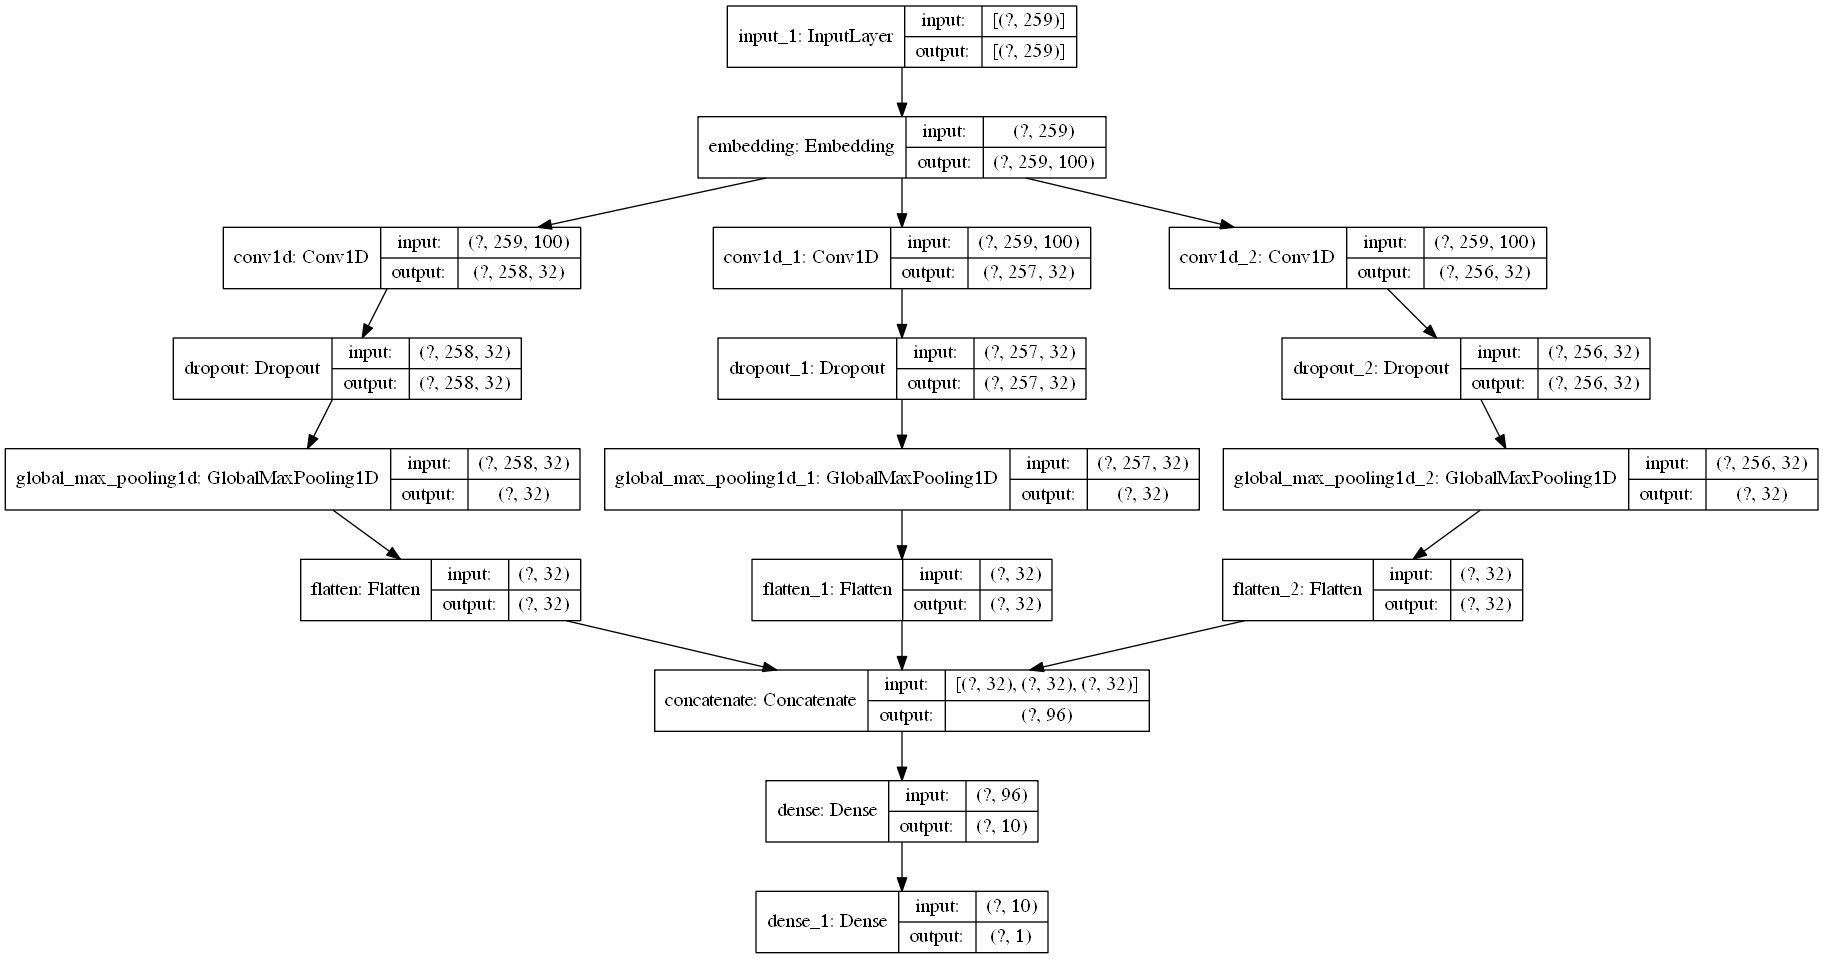 input_1: InputLayer
input: [(?, 259)]
output: [(?, 259)]
embedding: Embedding
input: (?, 259)
output: (?, 259, 100)
conv1d: Conv1D
input: (?, 259, 100)
output: (?, 258, 32)
conv1d_1: Conv1D
input: (?, 259, 100)
output: (?, 257, 32)
conv1d_2: Conv1D
input: (?, 259, 100)
output: (?, 256, 32)
dropout: Dropout
input: (?, 258, 32)
output: (?, 258, 32)
dropout_1: Dropout
input: (?, 257, 32)
output: (?, 257, 32)
dropout_2: Dropout
input: (?, 256, 32)
output: (?, 256, 32)
global_max_pooling1d: GlobalMaxPooling1D
input: (?, 258, 32)
output: (?, 32)
global_max_pooling1d_1: GlobalMaxPooling1D
input: (?, 257, 32)
output: (?, 32)
global_max_pooling1d_2: GlobalMaxPooling1D
input: (?, 256, 32)
output: (?, 32)
flatten: Flatten
input: (?, 32)
output: (?, 32)
flatten_1: Flatten
input: (?, 32)
output: (?, 32)
flatten_2: Flatten
input: (?, 32)
output: (?, 32)
concatenate: Concatenate
input: [(?, 32), (?, 32), (?, 32)]
output: (?, 96)
dense: Dense
input: (?, 96)
output: (?, 10)
dense_1: Dense
input: (?, 10)
output: (?, 1)